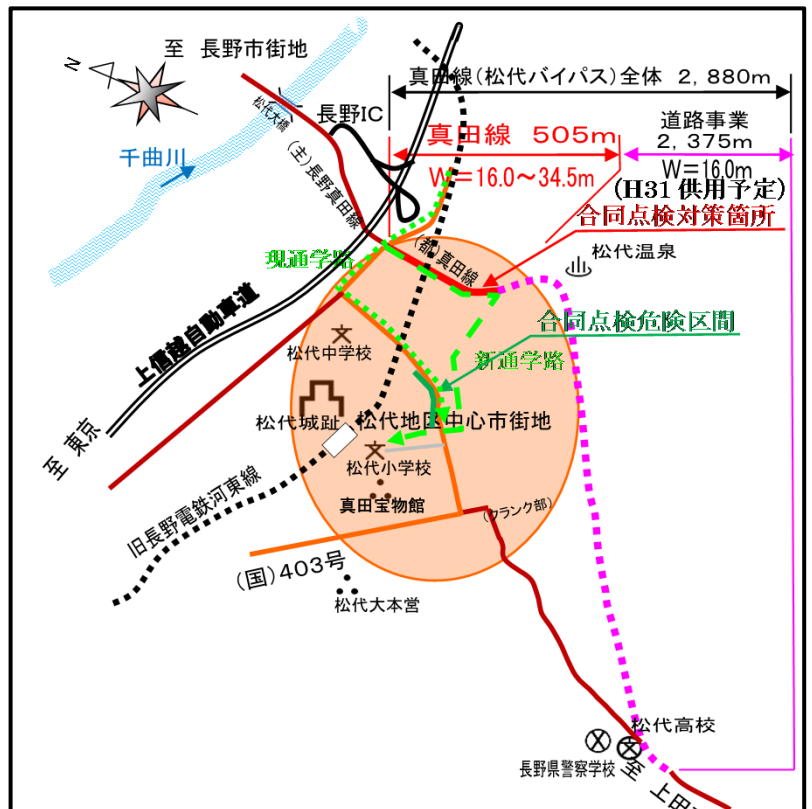 至 長野市街地
N
松代大橋
長野IC
千曲川
(主)長野真田線
真田線(松代バイパス)全体 2,880m
真田線 505m
W=16.0～34.5m
道路事業
2,375m
W=16.0m
(H31供用予定)
合同点検対策箇所
松代温泉
(都)真田線
現通学路
上信越自動車道
合同点検危険区間
新通学路
松代中学校
松代城趾
松代地区中心市街地
至 東京
松代小学校
真田宝物館
(クランク部)
旧長野電鉄河東線
(国)403号
松代大本営
松代高校
長野県警察学校
至 上田